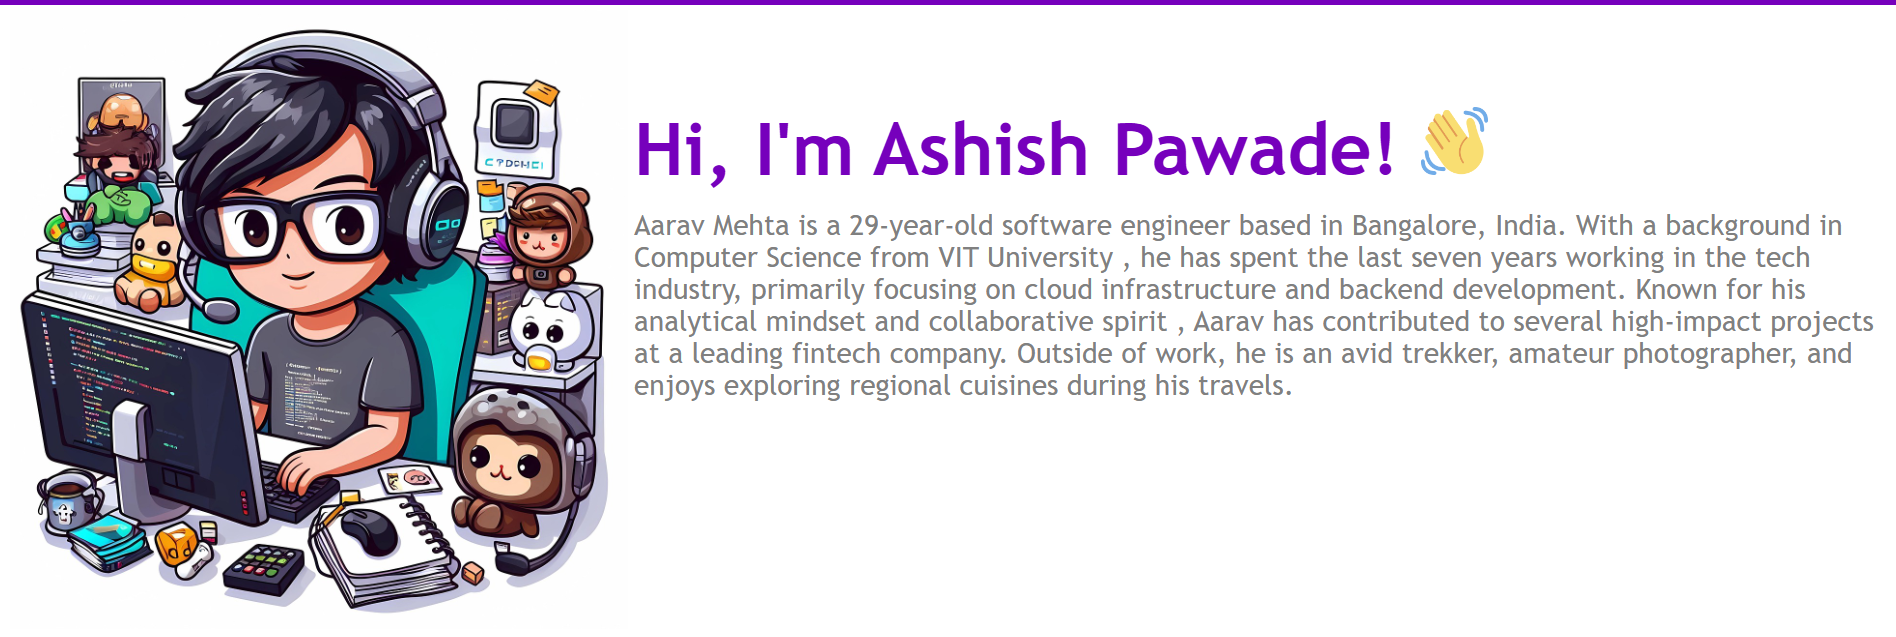 Hi, I'm Ashish Pawade! 👋
Aarav Mehta is a 29-year-old software engineer based in Bangalore, India. With a background in
Computer Science from VIT University , he has spent the last seven years working in the tech
industry, primarily focusing on cloud infrastructure and backend development. Known for his
analytical mindset and collaborative spirit , Aarav has contributed to several high-impact projects
at a leading fintech company. Outside of work, he is an avid trekker, amateur photographer, and
enjoys exploring regional cuisines during his travels.